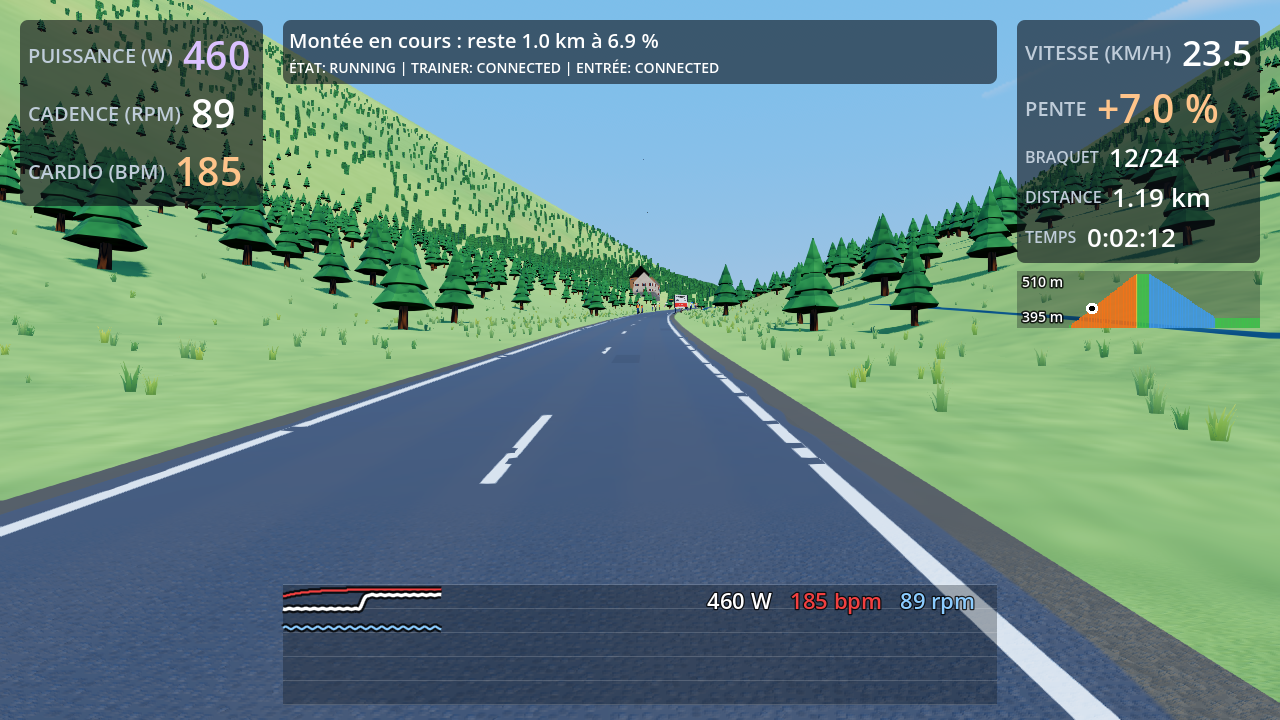 PUISSANCE (W) 460
CADENCE (RPM) 89
CARDIO (BPM) 185
Montée en cours : reste 1.0 km à 6.9 %
ÉTAT: RUNNING | TRAINER: CONNECTED | ENTRÉE: CONNECTED
VITESSE (KM/H) 23.5
PENTE +7.0 %
BRAQUET 12/24
DISTANCE 1.19 km
TEMPS 0:02:12
510 m
395 m
460 W 185 bpm 89 rpm